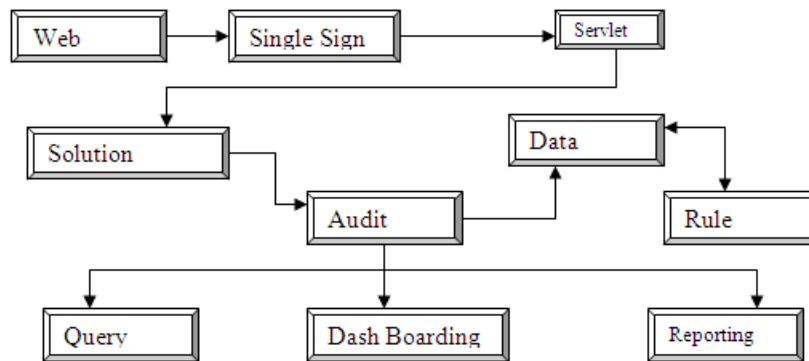 Web
Single Sign
Servlet
Solution
Data
Audit
Rule
Query
Dash Boarding
Reporting